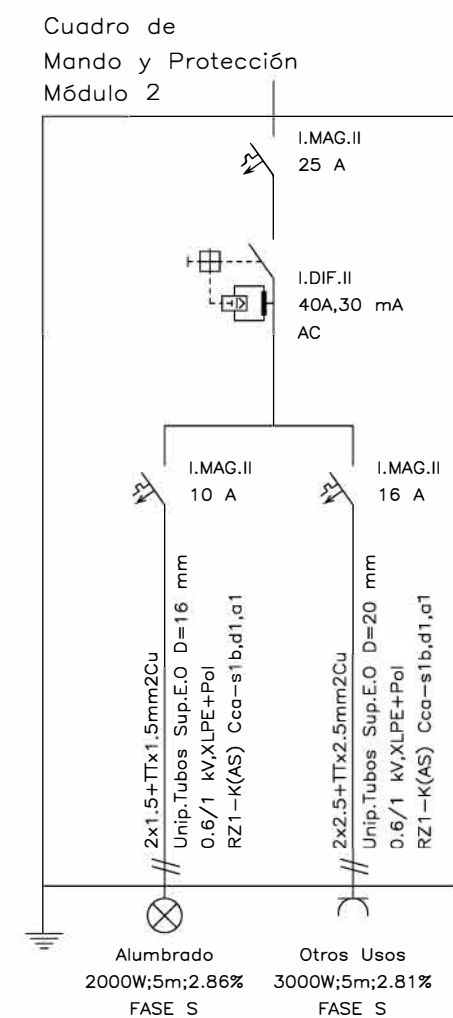 Cuadro de
Mando y Protección
Módulo 2
I.MAG.II
25 A
I.DIF.II
40A,30 mA
AC
I.MAG.II
10 A
I.MAG.II
16 A
2x1.5+TTx1.5mm2Cu
Unip.Tubos Sup.E.O D=16 mm
0.6/1 kV,XLPE+Pol
RZ1-K(AS) Cca-s1b,d1,a1
2x2.5+TTx2.5mm2Cu
Unip.Tubos Sup.E.O D=20 mm
0.6/1 kV,XLPE+Pol
RZ1-K(AS) Cca-s1b,d1,a1
Alumbrado
2000W;5m;2.86%
FASE S
Otros Usos
3000W;5m;2.81%
FASE S